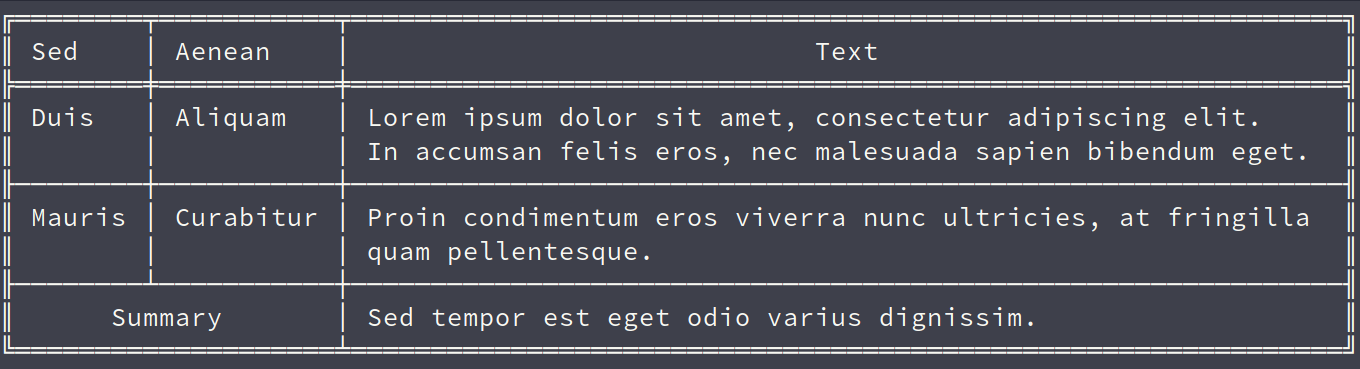 Sed Aenean Text
Duis Aliquam Lorem ipsum dolor sit amet, consectetur adipiscing elit.
In accumsan felis eros, nec malesuada sapien bibendum eget.
Mauris Curabitur Proin condimentum eros viverra nunc ultricies, at fringilla
quam pellentesque.
Summary Sed tempor est eget odio varius dignissim.